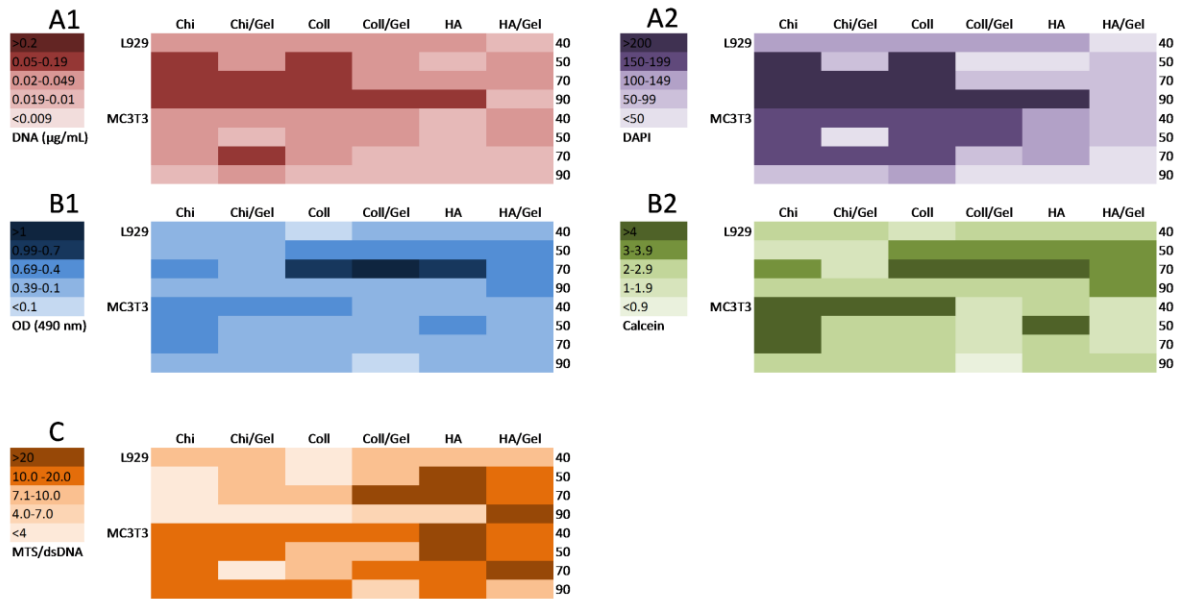 A1
Chi Chi/Gel Coll Coll/Gel HA HA/Gel
>0.2 L929 40
0.05-0.19 50
0.02-0.049 70
0.019-0.01 90
<0.009 MC3T3 40
DNA (µg/mL) 50
70
90
A2
Chi Chi/Gel Coll Coll/Gel HA HA/Gel
>200 L929 40
150-199 50
100-149 70
50-99 90
<50 MC3T3 40
DAPI 50
70
90
B1
Chi Chi/Gel Coll Coll/Gel HA HA/Gel
>1 L929 40
0.99-0.7 50
0.69-0.4 70
0.39-0.1 90
<0.1 MC3T3 40
OD (490 nm) 50
70
90
B2
Chi Chi/Gel Coll Coll/Gel HA HA/Gel
>4 L929 40
3-3.9 50
2-2.9 70
1-1.9 90
<0.9 MC3T3 40
Calcein 50
70
90
C
Chi Chi/Gel Coll Coll/Gel HA HA/Gel
>20 L929 40
10.0 -20.0 50
7.1-10.0 70
4.0-7.0 90
<4 MC3T3 40
MTS/dsDNA 50
70
90